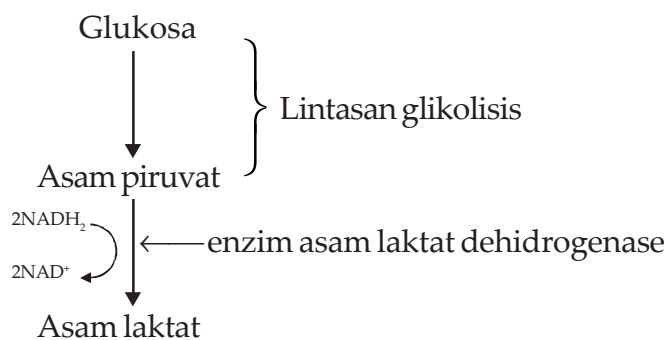 Glukosa
Lintasan glikolisis
Asam piruvat
2NADH₂
enzim asam laktat dehidrogenase
2NAD⁺
Asam laktat